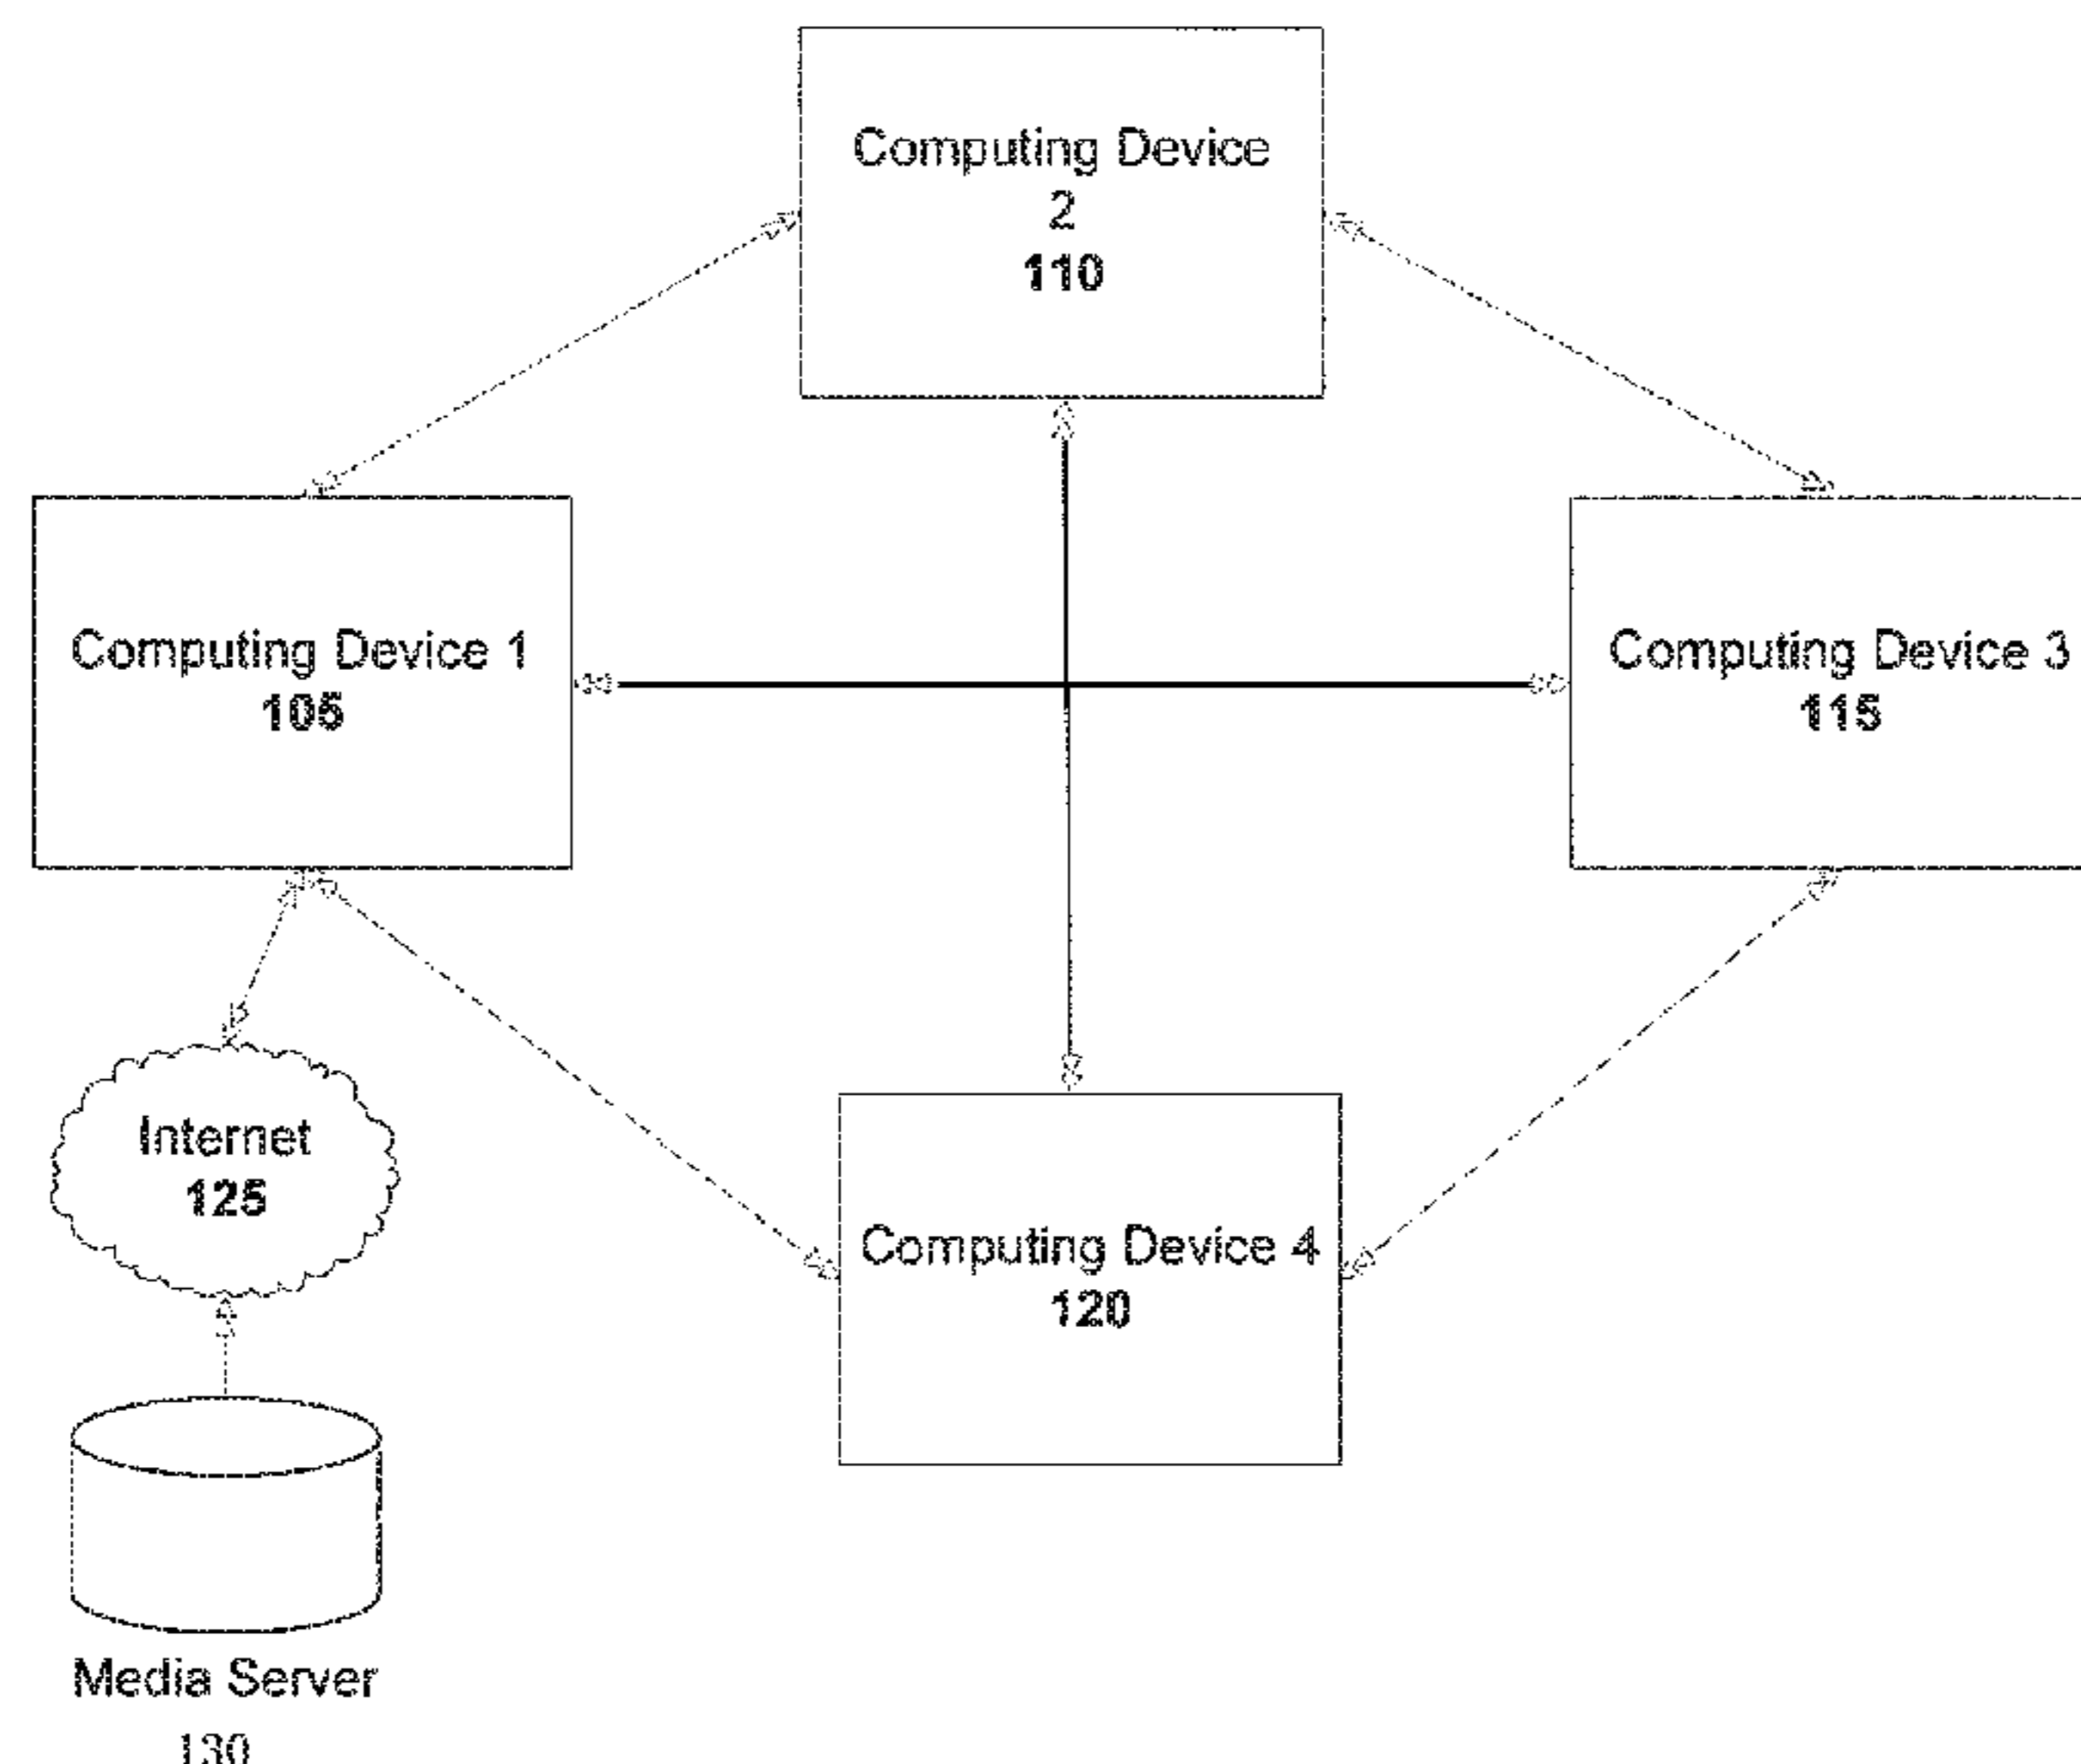 Computing Device
2
110
Computing Device 1
105
Computing Device 3
115
Internet
125
Computing Device 4
120
Media Server
130